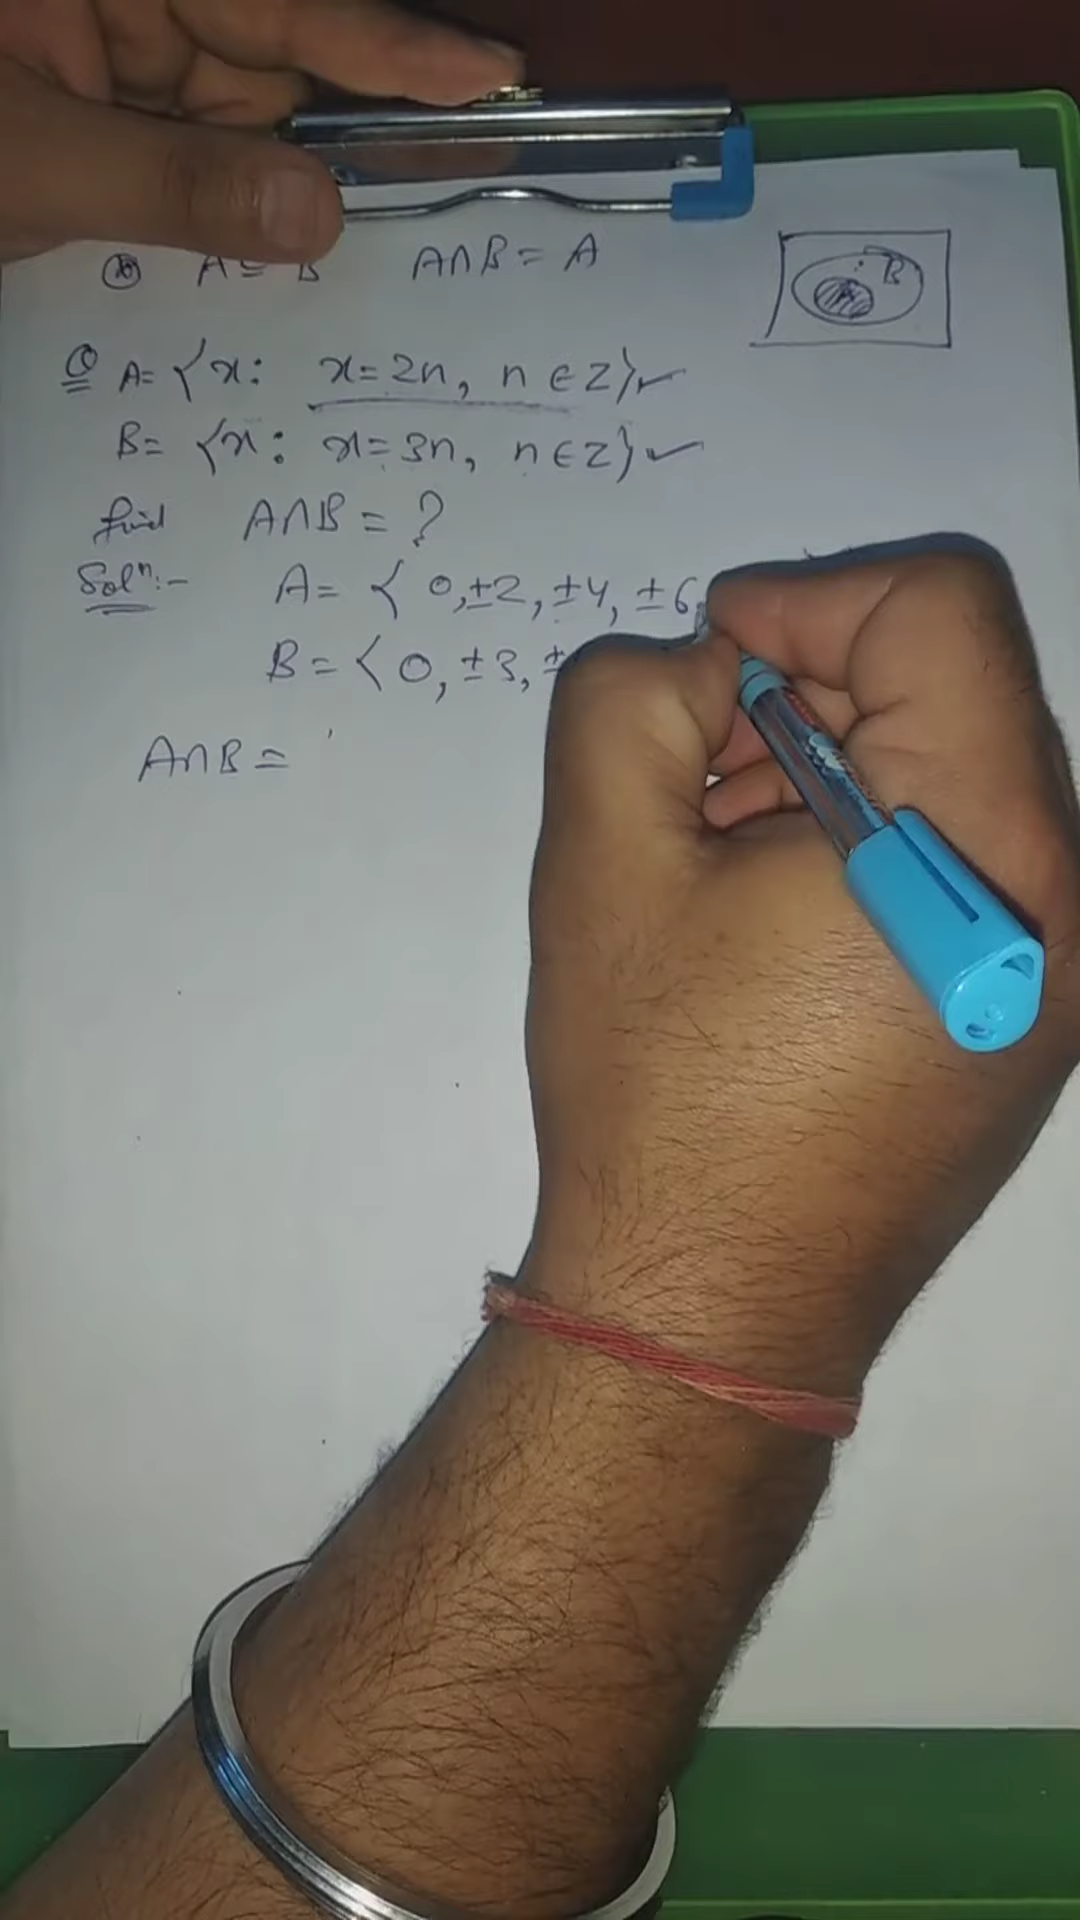 A ⊆ B A∩B = A
B
Q A= {x: x=2n, n∈Z}
B= {x: x=3n, n∈Z}
find A∩B = ?
Solⁿ:- A= { 0,±2, ±4, ±6,
B = { 0, ±3, ±
A∩B =